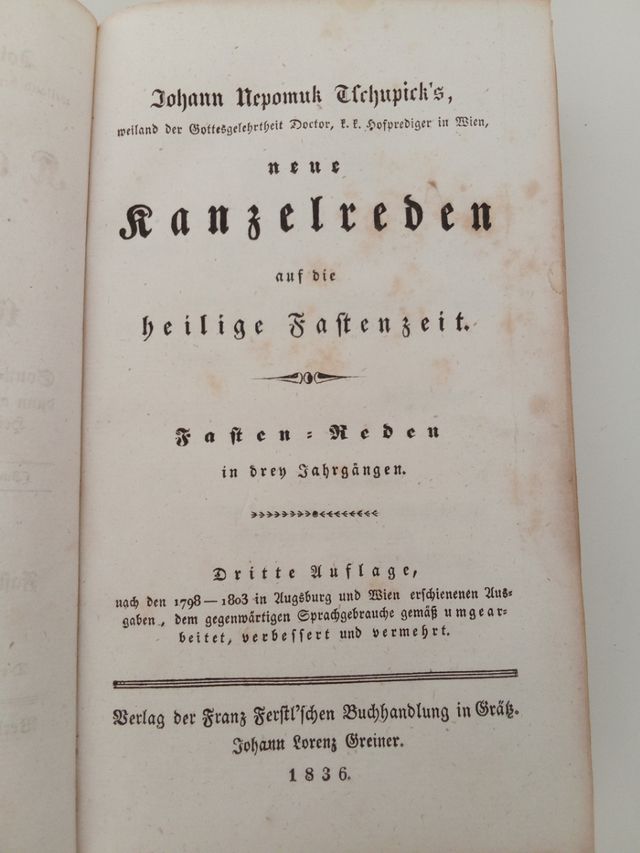 Johann Nepomuk Tschupick's,
weiland der Gottesgelehrtheit Doctor, k. k. Hofprediger in Wien,
neue
Kanzelreden
auf die
heilige Fastenzeit.
Fasten-Reden
in drey Jahrgängen.
Dritte Auflage,
nach den 1798—1803 in Augsburg und Wien erschienenen Aus-
gaben, dem gegenwärtigen Sprachgebrauche gemäß umgear-
beitet, verbessert und vermehrt.
Verlag der Franz Ferstl'schen Buchhandlung in Grätz.
Johann Lorenz Greiner.
1836.